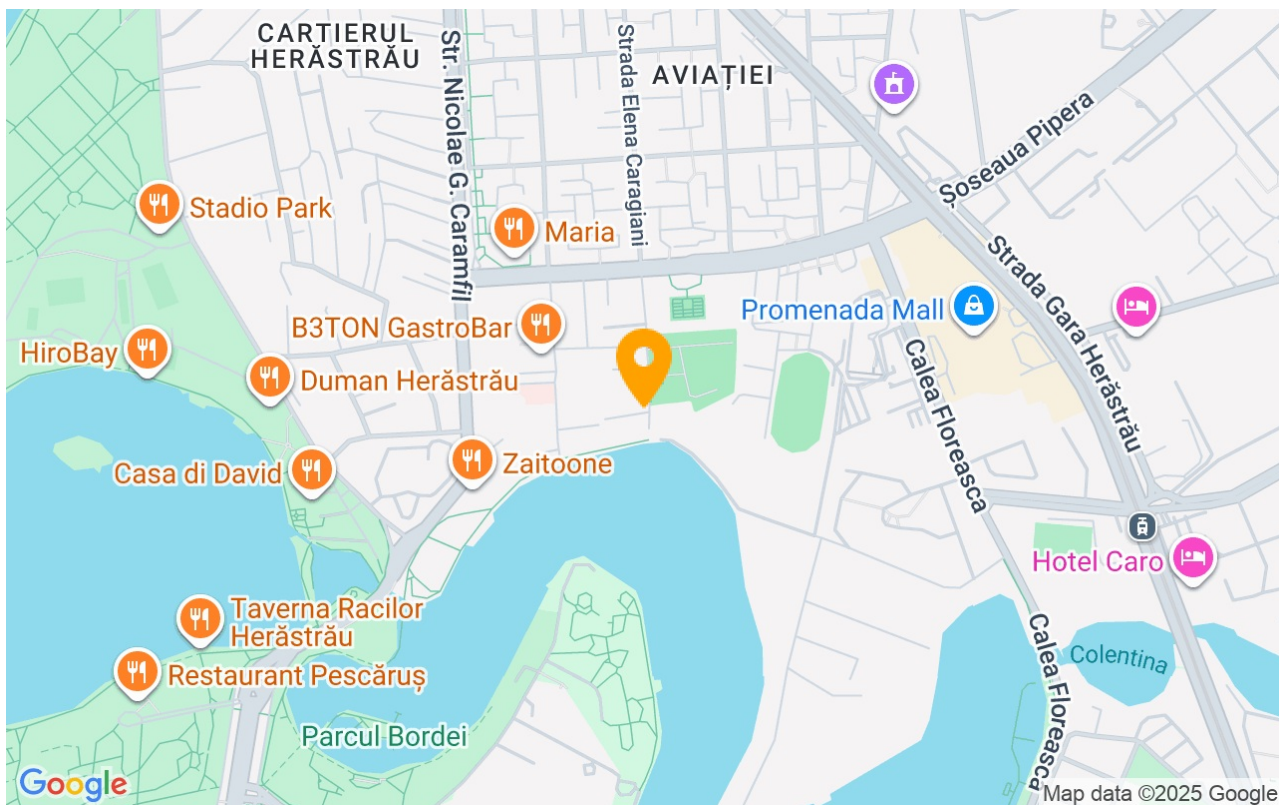 CARTIERUL
HERĂSTRĂU
Str. Nicolae G. Caramfil
Strada Elena Caragiani
AVIAȚIEI
Șoseaua Pipera
Stadio Park
Maria
Strada Gara Herăstrău
Promenada Mall
B3TON GastroBar
HiroBay
Duman Herăstrău
Calea Floreasca
Casa di David
Zaitoone
Hotel Caro
Taverna Racilor
Herăstrău
Restaurant Pescăruș
Calea Floreasca
Colentina
Parcul Bordei
Google
Map data ©2025 Google